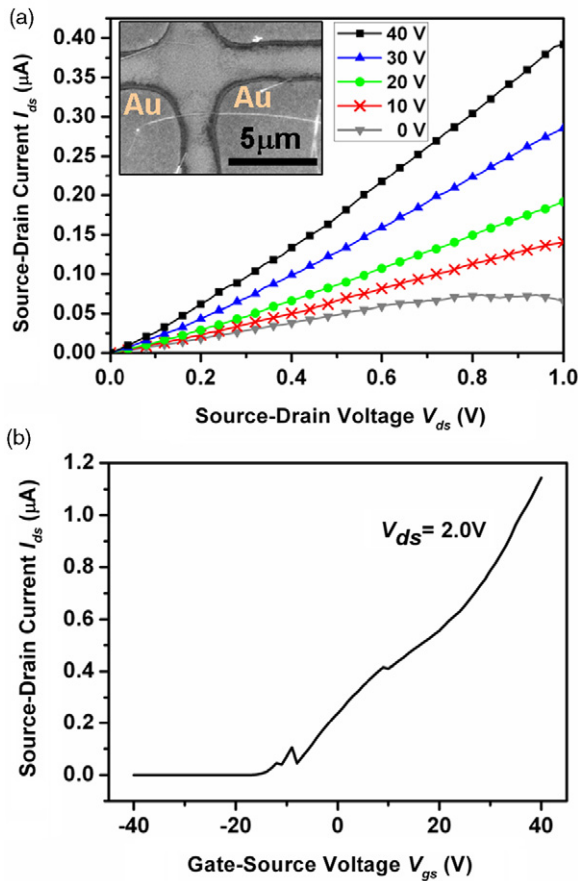 (a)
0.40
0.35
0.30
0.25
0.20
0.15
0.10
0.05
0.00
Source-Drain Current Ids (μA)
Au
Au
5μm
40 V
30 V
20 V
10 V
0 V
0.0 0.2 0.4 0.6 0.8 1.0
Source-Drain Voltage Vds (V)
(b)
1.2
1.0
0.8
0.6
0.4
0.2
0.0
Source-Drain Current Ids (μA)
Vds= 2.0V
-40 -20 0 20 40
Gate-Source Voltage Vgs (V)